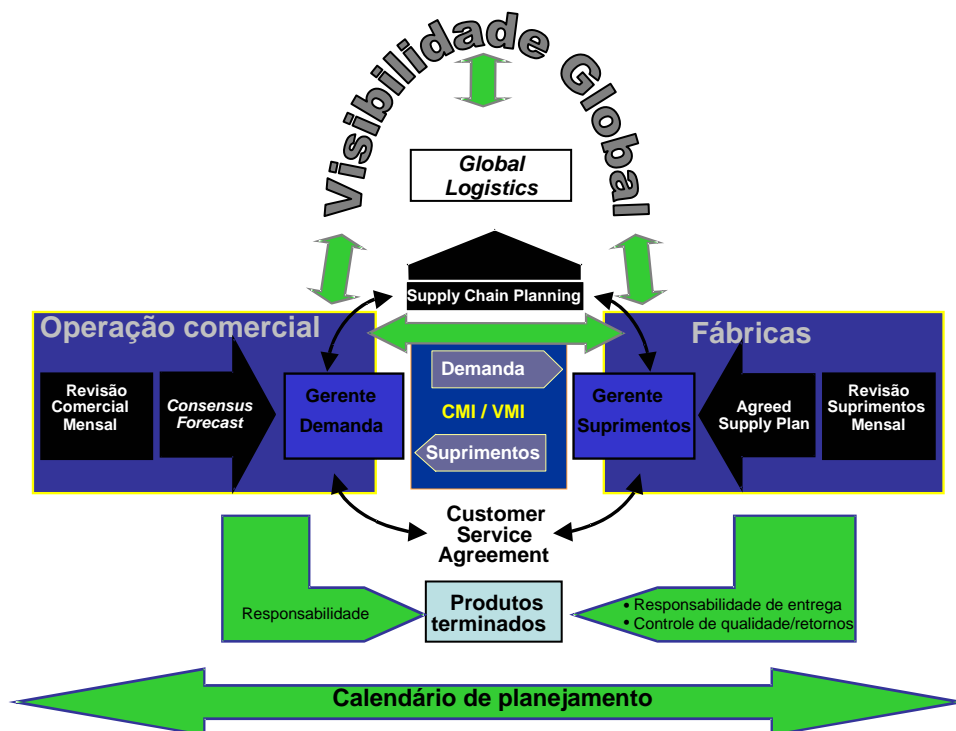 Visibilidade Global
Global
Logistics
Supply Chain Planning
Operação comercial
Fábricas
Revisão
Comercial
Mensal
Consensus
Forecast
Gerente
Demanda
Demanda
CMI / VMI
Suprimentos
Gerente
Suprimentos
Agreed
Supply Plan
Revisão
Suprimentos
Mensal
Customer
Service
Agreement
Responsabilidade
Produtos
terminados
• Responsabilidade de entrega
• Controle de qualidade/retornos
Calendário de planejamento